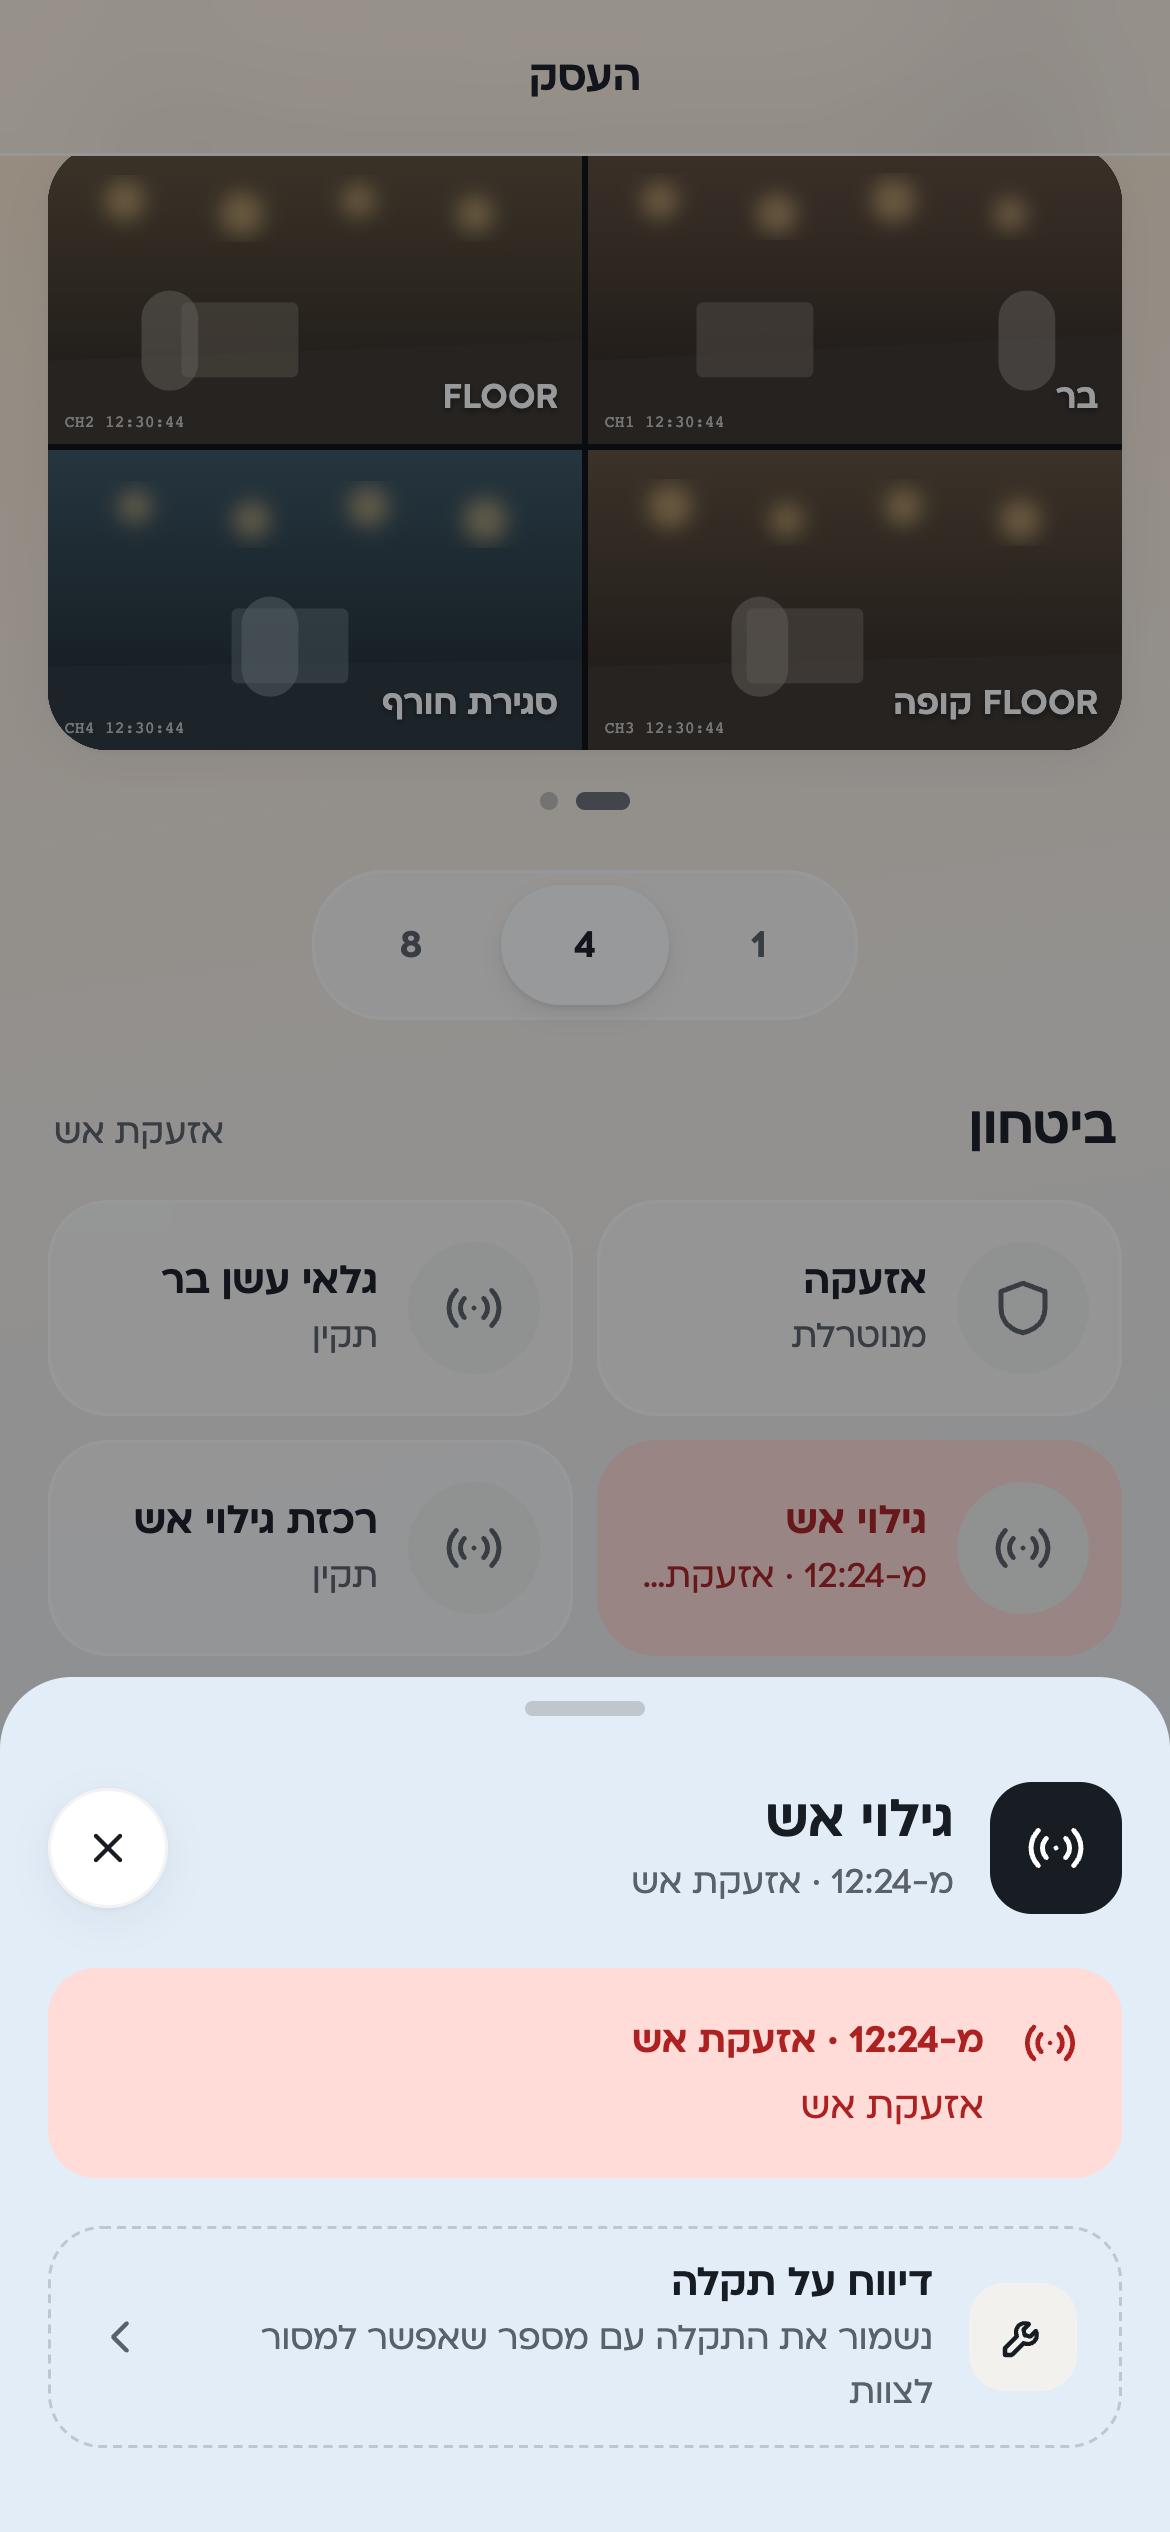 העסק
בר
CH1 12:30:44
FLOOR
CH2 12:30:44
FLOOR קופה
CH3 12:30:44
סגירת חורף
CH4 12:30:44
1
4
8
ביטחון
אזעקת אש
אזעקה
מנוטרלת
גלאי עשן בר
תקין
גילוי אש
מ-12:24 · אזעקת...
רכזת גילוי אש
תקין
גילוי אש
מ-12:24 · אזעקת אש
מ-12:24 · אזעקת אש
אזעקת אש
דיווח על תקלה
נשמור את התקלה עם מספר שאפשר למסור
לצוות